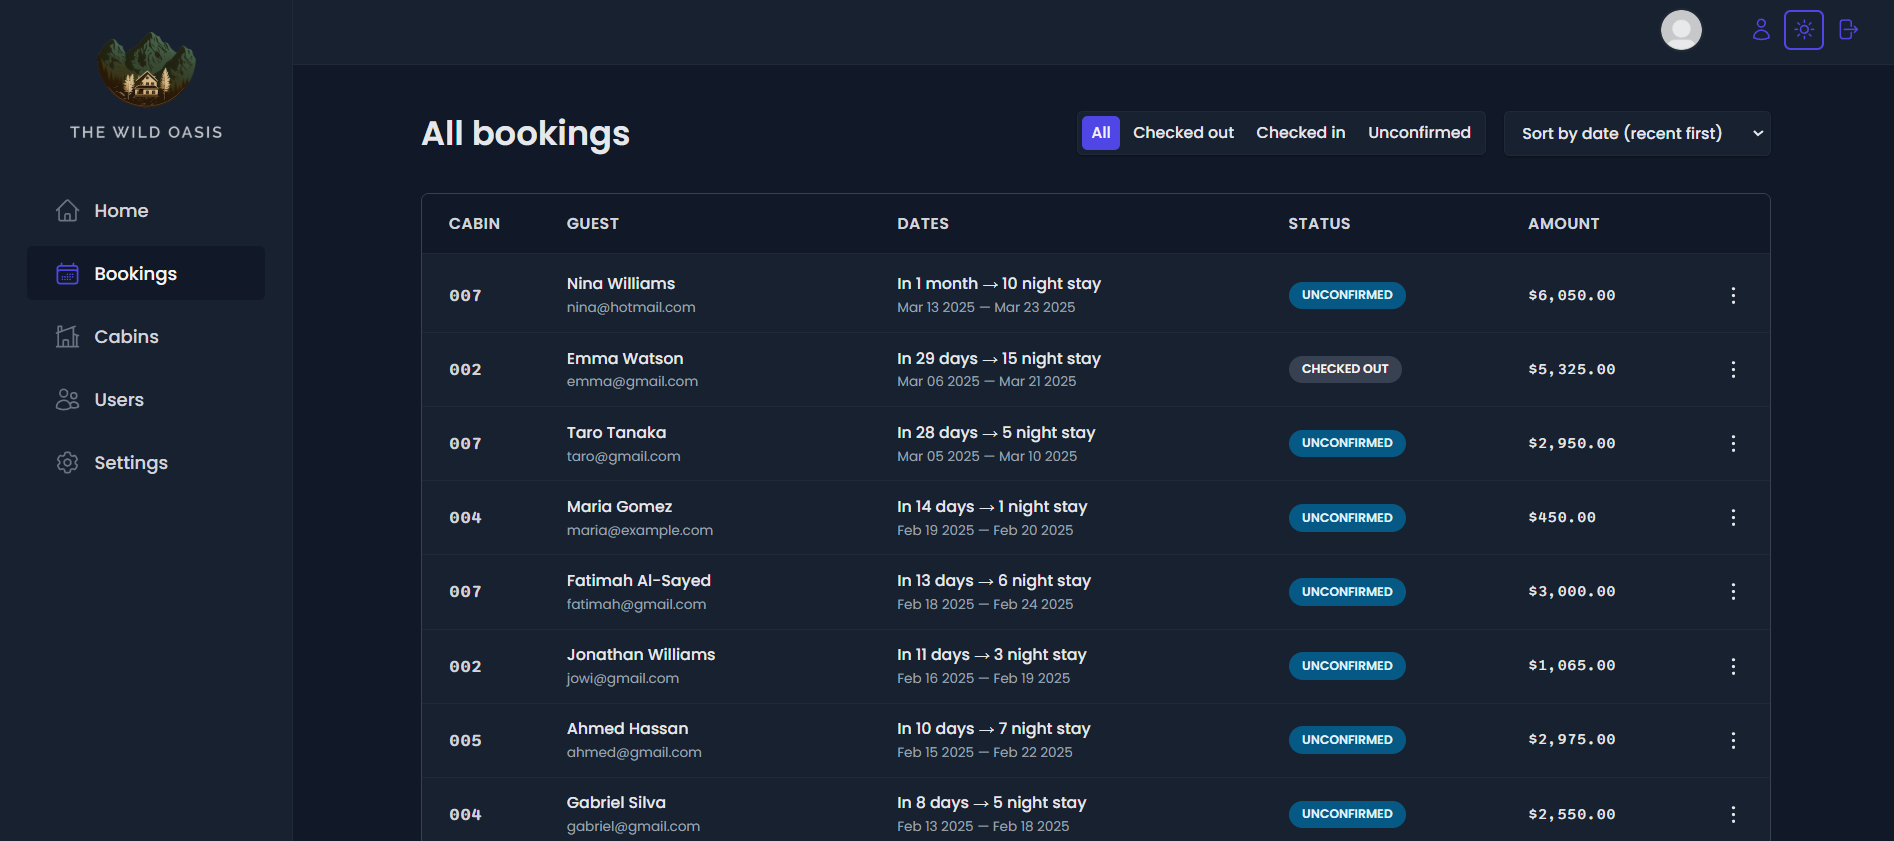 THE WILD OASIS
Home
Bookings
Cabins
Users
Settings
All bookings
All Checked out Checked in Unconfirmed
Sort by date (recent first)
CABIN GUEST DATES STATUS AMOUNT
007 Nina Williams In 1 month → 10 night stay UNCONFIRMED $6,050.00
nina@hotmail.com Mar 13 2025 — Mar 23 2025
002 Emma Watson In 29 days → 15 night stay CHECKED OUT $5,325.00
emma@gmail.com Mar 06 2025 — Mar 21 2025
007 Taro Tanaka In 28 days → 5 night stay UNCONFIRMED $2,950.00
taro@gmail.com Mar 05 2025 — Mar 10 2025
004 Maria Gomez In 14 days → 1 night stay UNCONFIRMED $450.00
maria@example.com Feb 19 2025 — Feb 20 2025
007 Fatimah Al-Sayed In 13 days → 6 night stay UNCONFIRMED $3,000.00
fatimah@gmail.com Feb 18 2025 — Feb 24 2025
002 Jonathan Williams In 11 days → 3 night stay UNCONFIRMED $1,065.00
jowi@gmail.com Feb 16 2025 — Feb 19 2025
005 Ahmed Hassan In 10 days → 7 night stay UNCONFIRMED $2,975.00
ahmed@gmail.com Feb 15 2025 — Feb 22 2025
004 Gabriel Silva In 8 days → 5 night stay UNCONFIRMED $2,550.00
gabriel@gmail.com Feb 13 2025 — Feb 18 2025